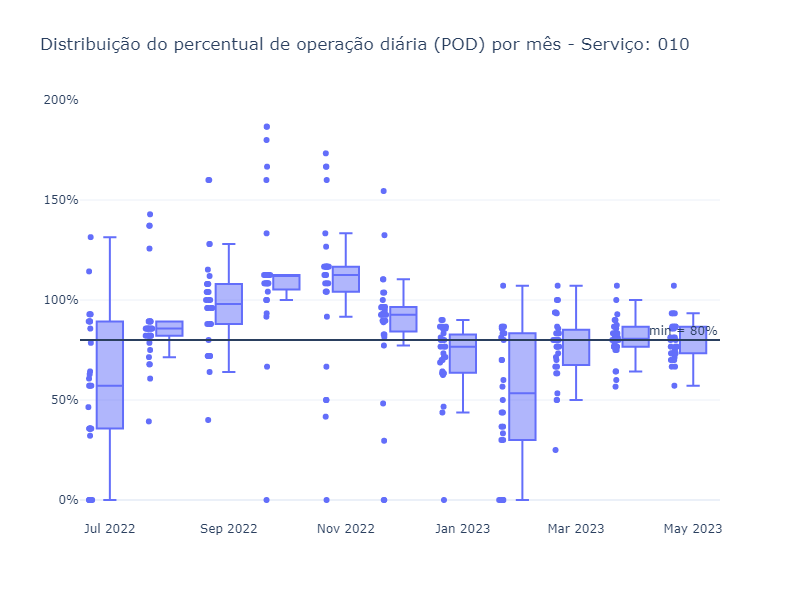 Distribuição do percentual de operação diária (POD) por mês - Serviço: 010
200%
150%
100%
min = 80%
50%
0%
Jul 2022
Sep 2022
Nov 2022
Jan 2023
Mar 2023
May 2023